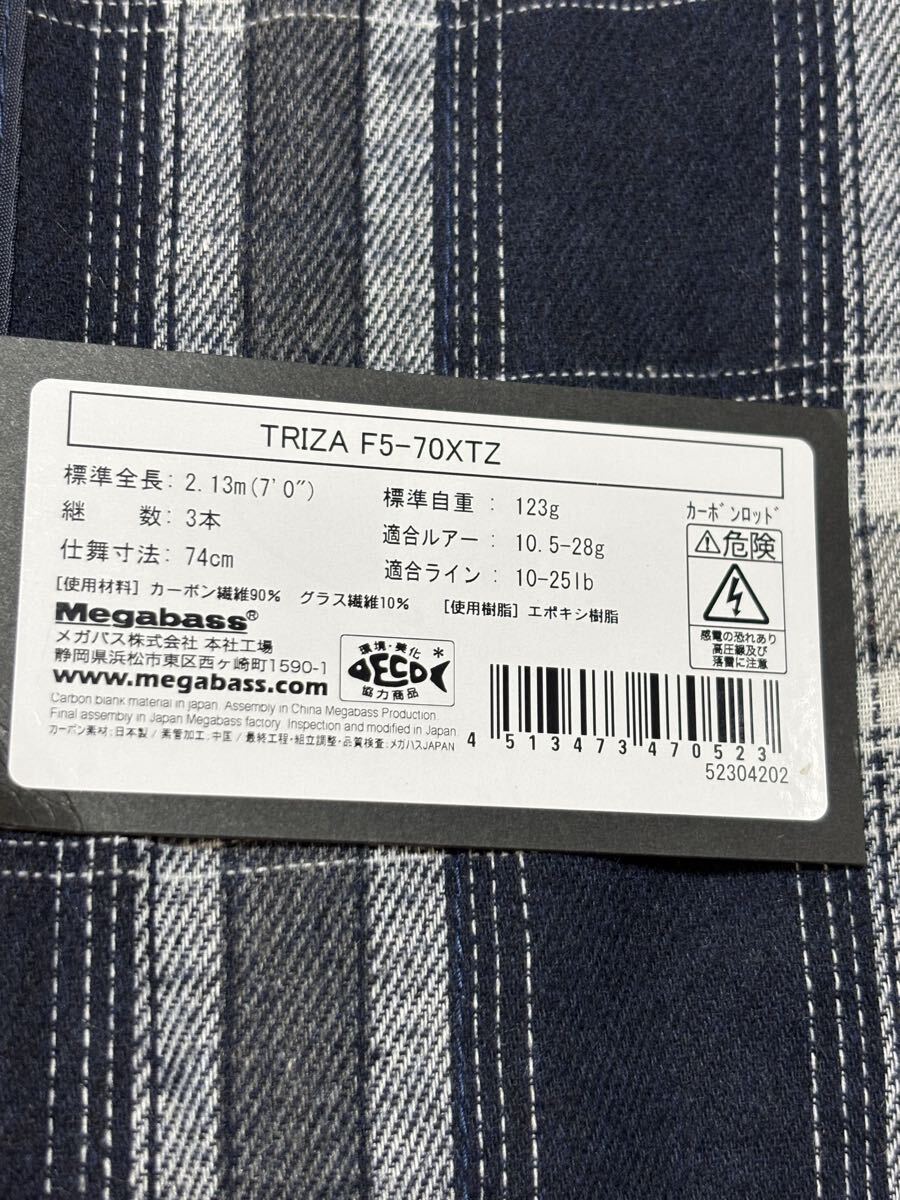 TRIZA F5-70XTZ
標準全長: 2.13m(7'0")
継 数: 3本
仕舞寸法: 74cm
標準自重: 123g
適合ルアー: 10.5-28g
適合ライン: 10-25lb
カーボンロッド
⚠危険
感電の恐れあり
高圧線及び
落雷に注意
[使用材料] カーボン繊維90% グラス繊維10% [使用樹脂] エポキシ樹脂
Megabass®
メガバス株式会社 本社工場
静岡県浜松市東区西ヶ崎町1590-1
www.megabass.com
環境・美化
ECO
協力商品
*
Carbon blank material in japan. Assembly in China Megabass Production.
Final assembly in Japan Megabass factory. Inspection and modified in Japan.
カーボン素材:日本製/素管加工:中国/最終工程・組立調整・品質検査:メガバスJAPAN
4 513473 470523
52304202